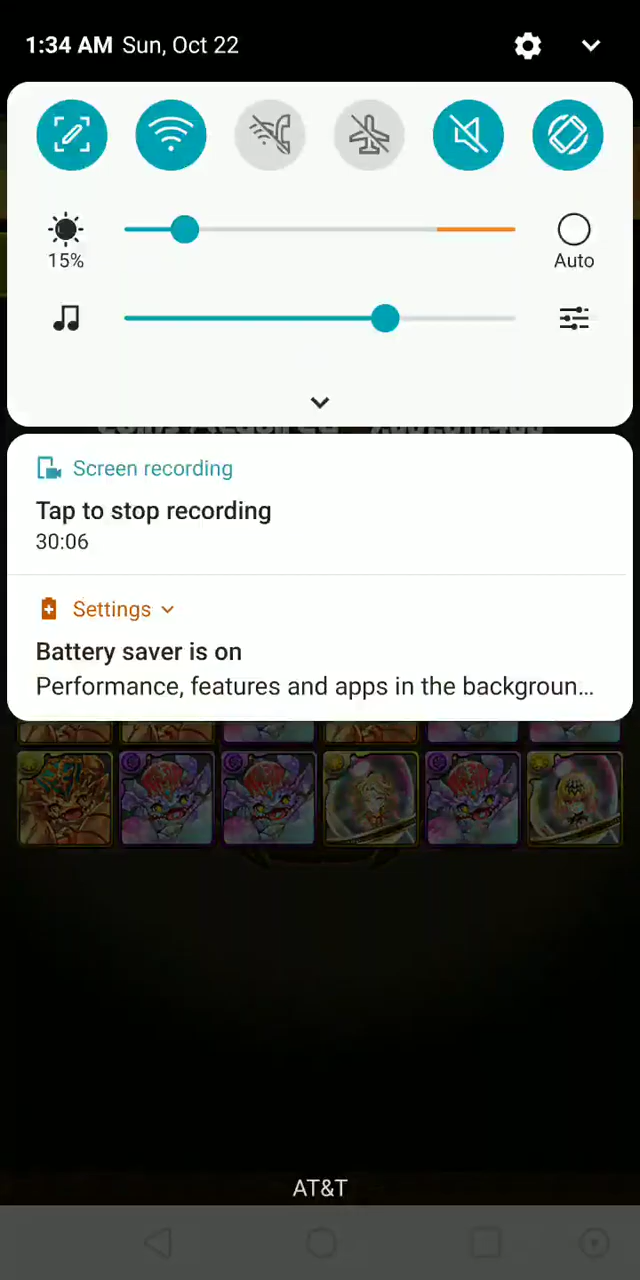 1:34 AM Sun, Oct 22
15%
Auto
Screen recording
Tap to stop recording
30:06
Settings
Battery saver is on
Performance, features and apps in the backgroun...
AT&T